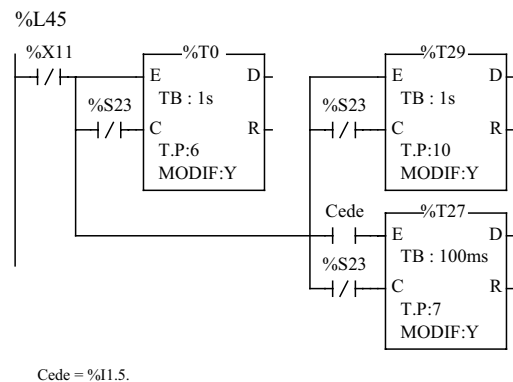 %L45
%X11
%T0
E D
TB : 1s
%S23
C R
T.P:6
MODIF:Y
%T29
E D
TB : 1s
%S23
C R
T.P:10
MODIF:Y
Cede
%T27
E D
TB : 100ms
%S23
C R
T.P:7
MODIF:Y
Cede = %I1.5.